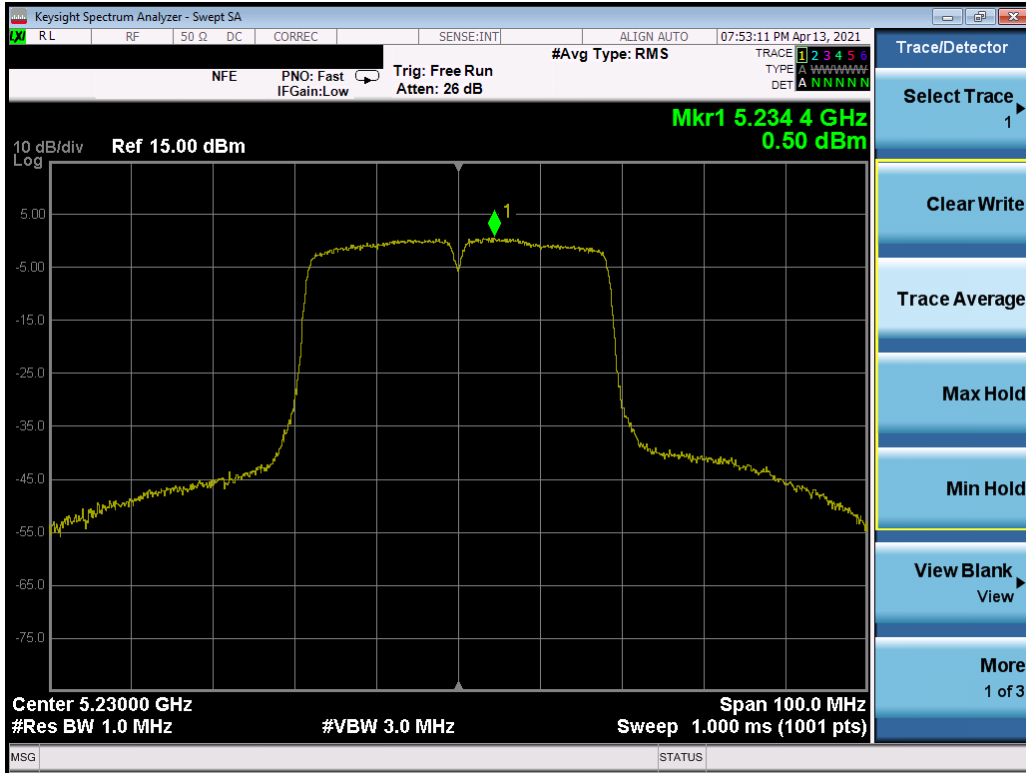 Keysight Spectrum Analyzer - Swept SA
LXI RL RF 50 Ω DC CORREC SENSE:INT ALIGN AUTO 07:53:11 PM Apr 13, 2021
NFE PNO: Fast IFGain:Low Trig: Free Run Atten: 26 dB #Avg Type: RMS
TRACE 1 2 3 4 5 6
TYPE A WWWWW
DET A N N N N N
Mkr1 5.234 4 GHz
0.50 dBm
10 dB/div Ref 15.00 dBm
Log
1
5.00
-5.00
-15.0
-25.0
-35.0
-45.0
-55.0
-65.0
-75.0
Center 5.23000 GHz Span 100.0 MHz
#Res BW 1.0 MHz #VBW 3.0 MHz Sweep 1.000 ms (1001 pts)
MSG STATUS
Trace/Detector
Select Trace
1
Clear Write
Trace Average
Max Hold
Min Hold
View Blank
View
More
1 of 3